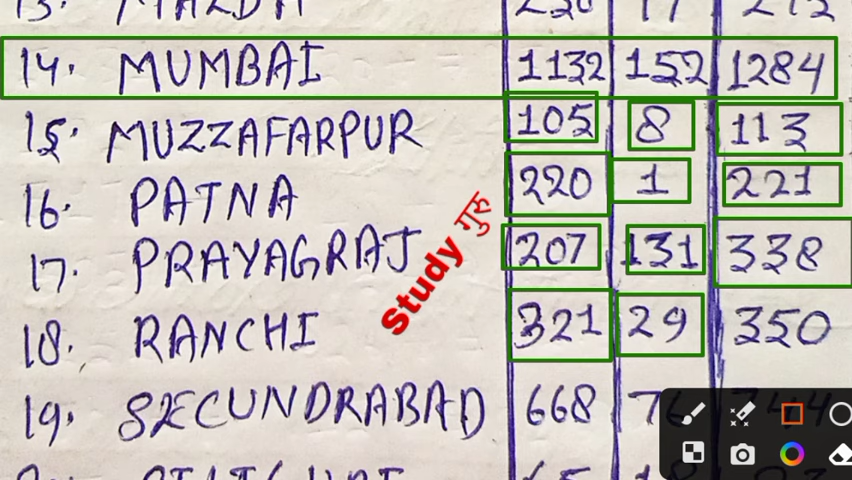 14. MUMBAI 1132 152 1284
15. MUZZAFARPUR 105 8 113
16. PATNA 220 1 221
17. PRAYAGRAJ 207 131 338
18. RANCHI 321 29 350
19. SECUNDRABAD 668
Study गुरु